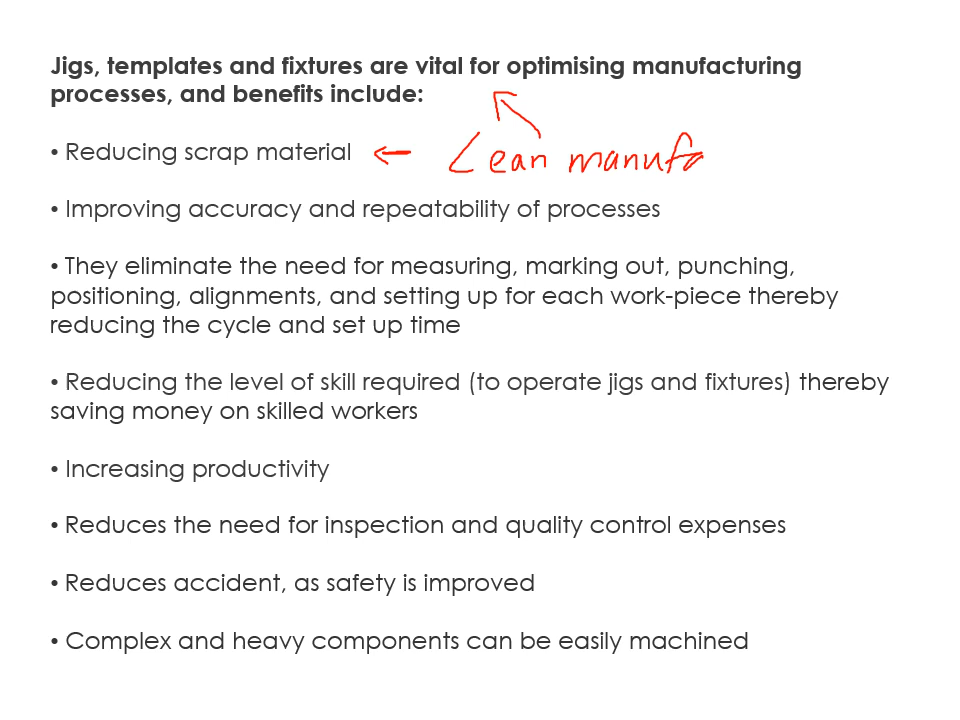 Jigs, templates and fixtures are vital for optimising manufacturing
processes, and benefits include:
• Reducing scrap material ← Lean manufa
• Improving accuracy and repeatability of processes
• They eliminate the need for measuring, marking out, punching,
positioning, alignments, and setting up for each work-piece thereby
reducing the cycle and set up time
• Reducing the level of skill required (to operate jigs and fixtures) thereby
saving money on skilled workers
• Increasing productivity
• Reduces the need for inspection and quality control expenses
• Reduces accident, as safety is improved
• Complex and heavy components can be easily machined